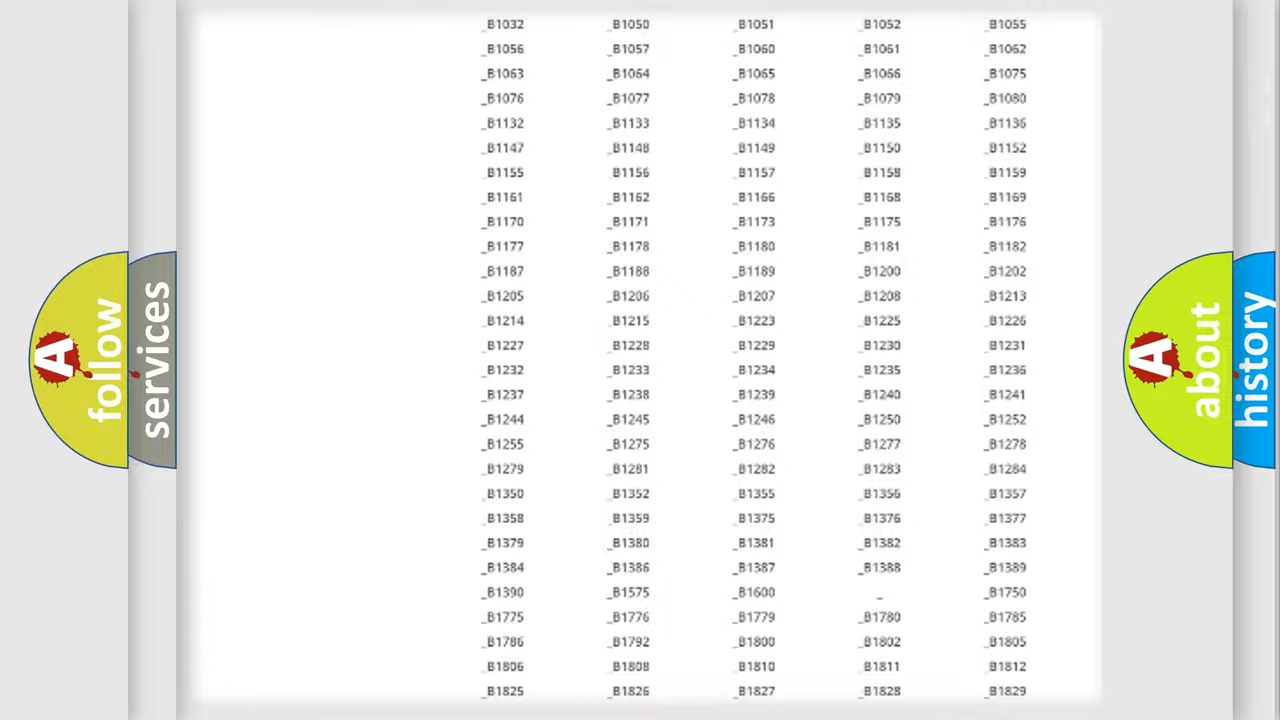 _B1032 _B1050 _B1051 _B1052 _B1055
_B1056 _B1057 _B1060 _B1061 _B1062
_B1063 _B1064 _B1065 _B1066 _B1075
_B1076 _B1077 _B1078 _B1079 _B1080
_B1132 _B1133 _B1134 _B1135 _B1136
_B1147 _B1148 _B1149 _B1150 _B1152
_B1155 _B1156 _B1157 _B1158 _B1159
_B1161 _B1162 _B1166 _B1168 _B1169
_B1170 _B1171 _B1173 _B1175 _B1176
_B1177 _B1178 _B1180 _B1181 _B1182
_B1187 _B1188 _B1189 _B1200 _B1202
_B1205 _B1206 _B1207 _B1208 _B1213
_B1214 _B1215 _B1223 _B1225 _B1226
_B1227 _B1228 _B1229 _B1230 _B1231
_B1232 _B1233 _B1234 _B1235 _B1236
_B1237 _B1238 _B1239 _B1240 _B1241
_B1244 _B1245 _B1246 _B1250 _B1252
_B1255 _B1275 _B1276 _B1277 _B1278
_B1279 _B1281 _B1282 _B1283 _B1284
_B1350 _B1352 _B1355 _B1356 _B1357
_B1358 _B1359 _B1375 _B1376 _B1377
_B1379 _B1380 _B1381 _B1382 _B1383
_B1384 _B1386 _B1387 _B1388 _B1389
_B1390 _B1575 _B1600 _ _B1750
_B1775 _B1776 _B1779 _B1780 _B1785
_B1786 _B1792 _B1800 _B1802 _B1805
_B1806 _B1808 _B1810 _B1811 _B1812
_B1825 _B1826 _B1827 _B1828 _B1829
A
follow
services
A
about
history